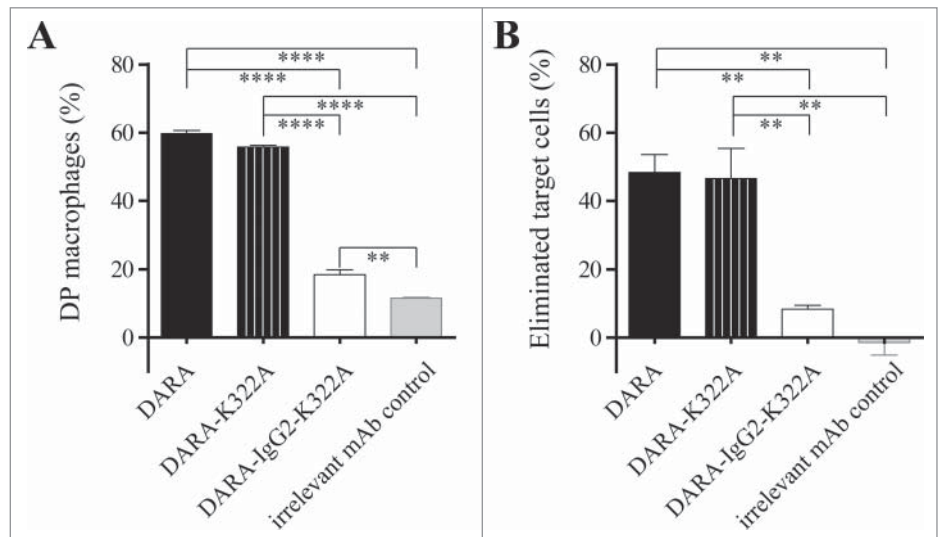 A
DP macrophages (%)
80
60
40
20
0
****
****
****
****
**
DARA
DARA-K322A
DARA-IgG2-K322A
irrelevant mAb control
B
Eliminated target cells (%)
80
60
40
20
0
**
**
**
**
DARA
DARA-K322A
DARA-IgG2-K322A
irrelevant mAb control